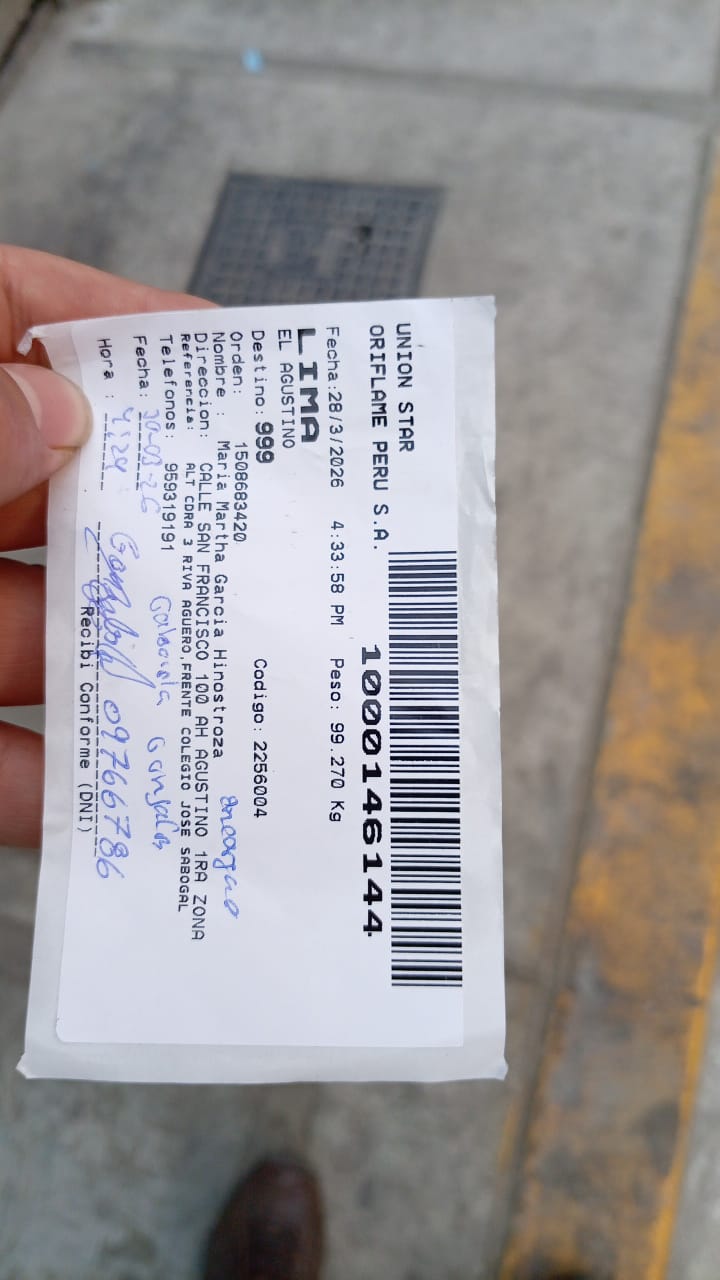 UNION STAR
ORIFLAME PERU S.A.
1000146144
Fecha:28/3/2026 4:33:58 PM Peso: 99.270 Kg
LIMA
EL AGUSTINO
Destino: 999 Codigo: 2256004
Orden: 1508683420
Nombre : Maria Martha Garcia Hinostroza
Direccion: CALLE SAN FRANCISCO 100 AH AGUSTINO 1RA ZONA
Referencia: ALT CDRA 3 RIVA AGUERO,FRENTE COLEGIO JOSE SABOGAL
Telefonos: 959319191
Fecha: 30-03-26
Hora : 4:29 09766786
Recibi Conforme (DNI)